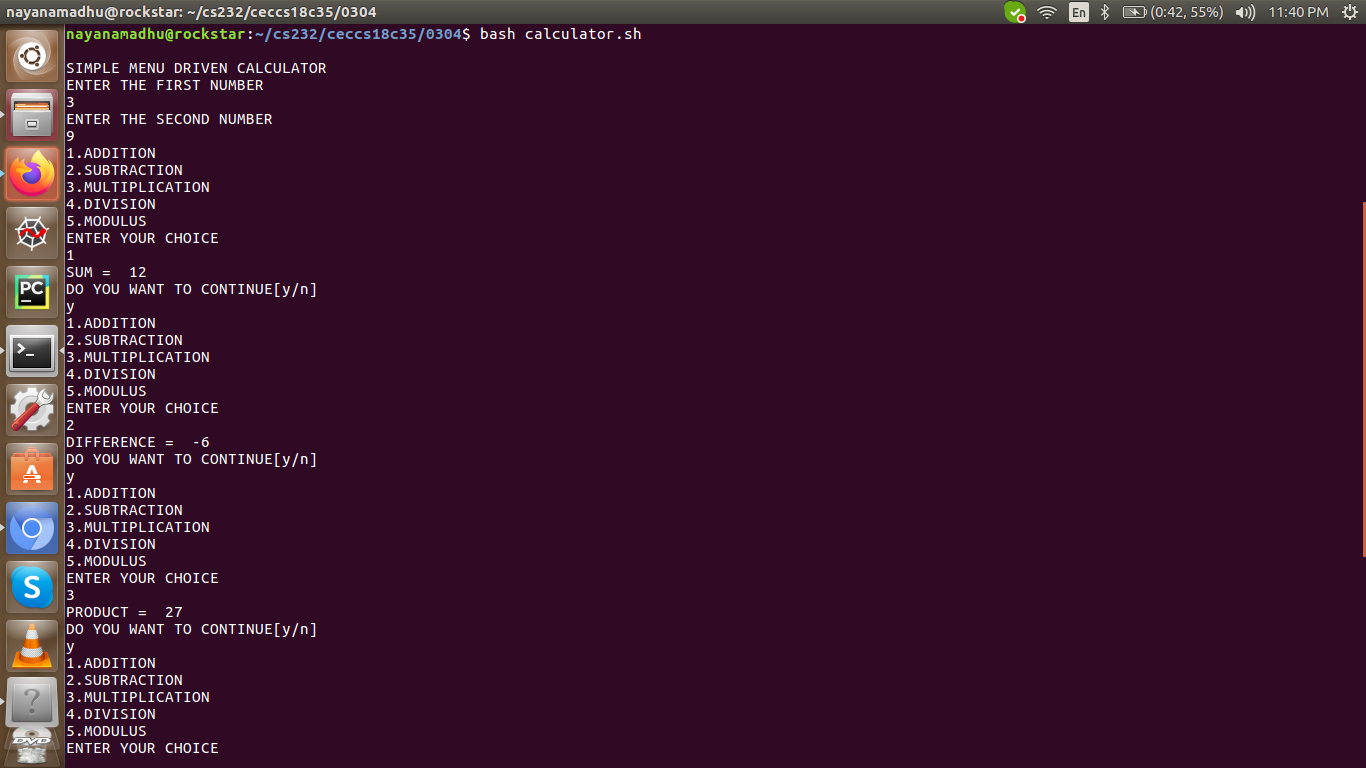 nayanamadhu@rockstar: ~/cs232/ceccs18c35/0304
En
(0:42, 55%)
11:40 PM
nayanamadhu@rockstar:~/cs232/ceccs18c35/0304$ bash calculator.sh
SIMPLE MENU DRIVEN CALCULATOR
ENTER THE FIRST NUMBER
3
ENTER THE SECOND NUMBER
9
1.ADDITION
2.SUBTRACTION
3.MULTIPLICATION
4.DIVISION
5.MODULUS
ENTER YOUR CHOICE
1
SUM =  12
DO YOU WANT TO CONTINUE[y/n]
y
1.ADDITION
2.SUBTRACTION
3.MULTIPLICATION
4.DIVISION
5.MODULUS
ENTER YOUR CHOICE
2
DIFFERENCE =  -6
DO YOU WANT TO CONTINUE[y/n]
y
1.ADDITION
2.SUBTRACTION
3.MULTIPLICATION
4.DIVISION
5.MODULUS
ENTER YOUR CHOICE
3
PRODUCT =  27
DO YOU WANT TO CONTINUE[y/n]
y
1.ADDITION
2.SUBTRACTION
3.MULTIPLICATION
4.DIVISION
5.MODULUS
ENTER YOUR CHOICE
PC
>_
A
S
?
DVD